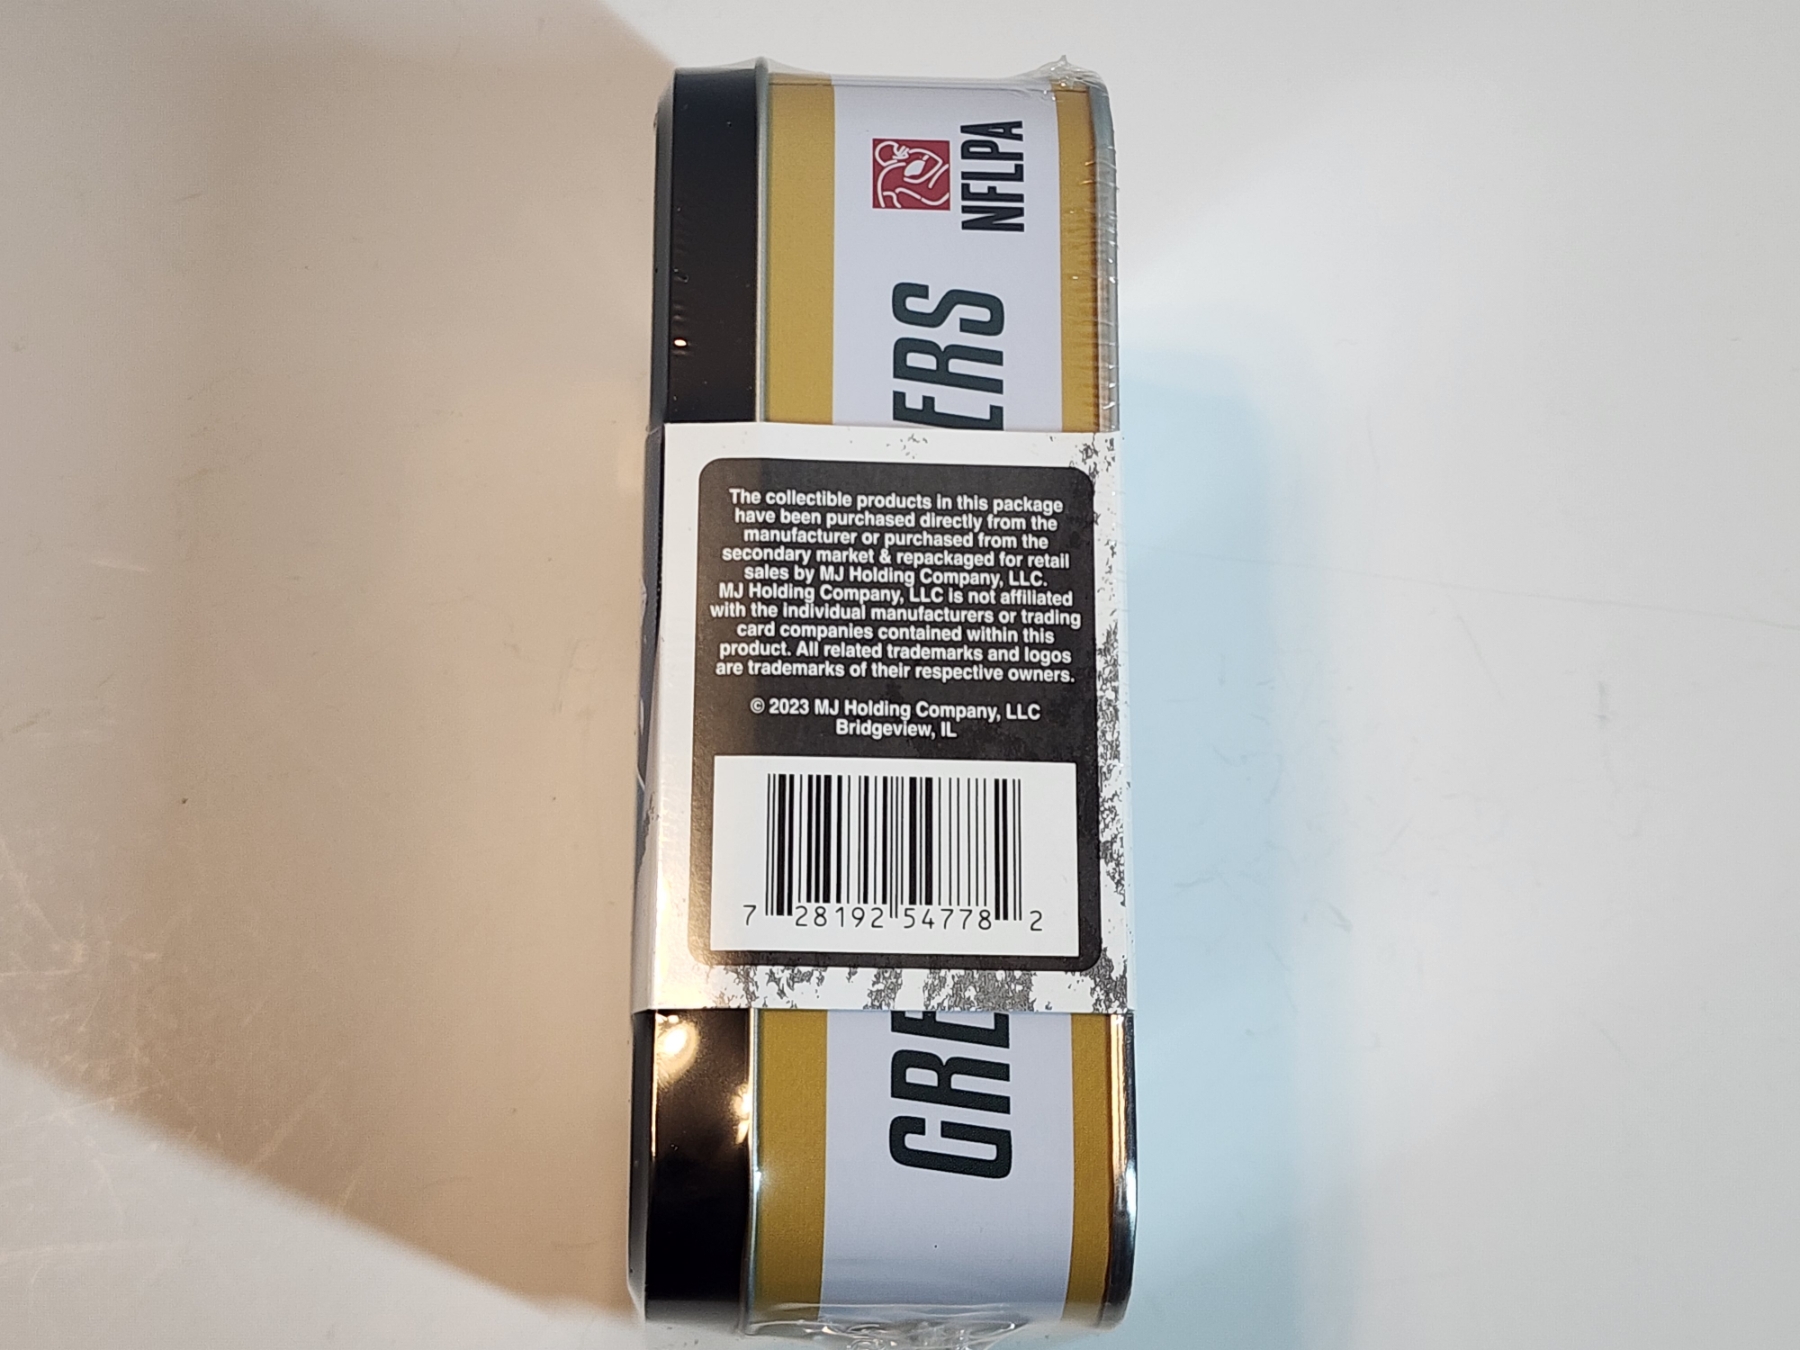 NFLPA
ERS
The collectible products in this package
have been purchased directly from the
manufacturer or purchased from the
secondary market & repackaged for retail
sales by MJ Holding Company, LLC.
MJ Holding Company, LLC is not affiliated
with the individual manufacturers or trading
card companies contained within this
product. All related trademarks and logos
are trademarks of their respective owners.
© 2023 MJ Holding Company, LLC
Bridgeview, IL
7 28192 54778 2
GRE